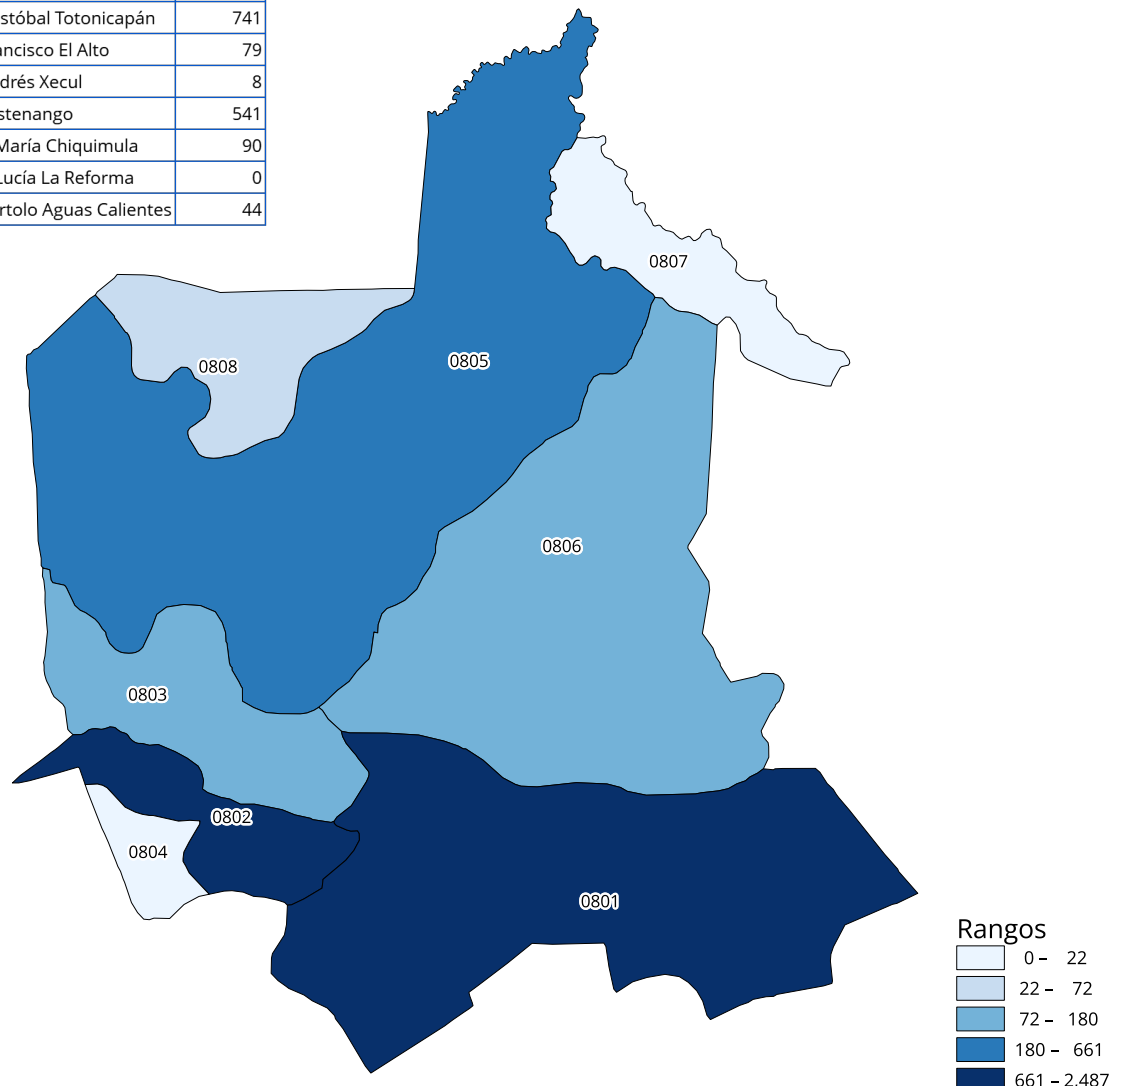 stóbal Totonicapán 741
ancisco El Alto 79
drés Xecul 8
stenango 541
María Chiquimula 90
Lucía La Reforma 0
rtolo Aguas Calientes 44
0807
0805
0808
0806
0803
0802
0804
0801
Rangos
0 – 22
22 – 72
72 – 180
180 – 661
661 – 2,487